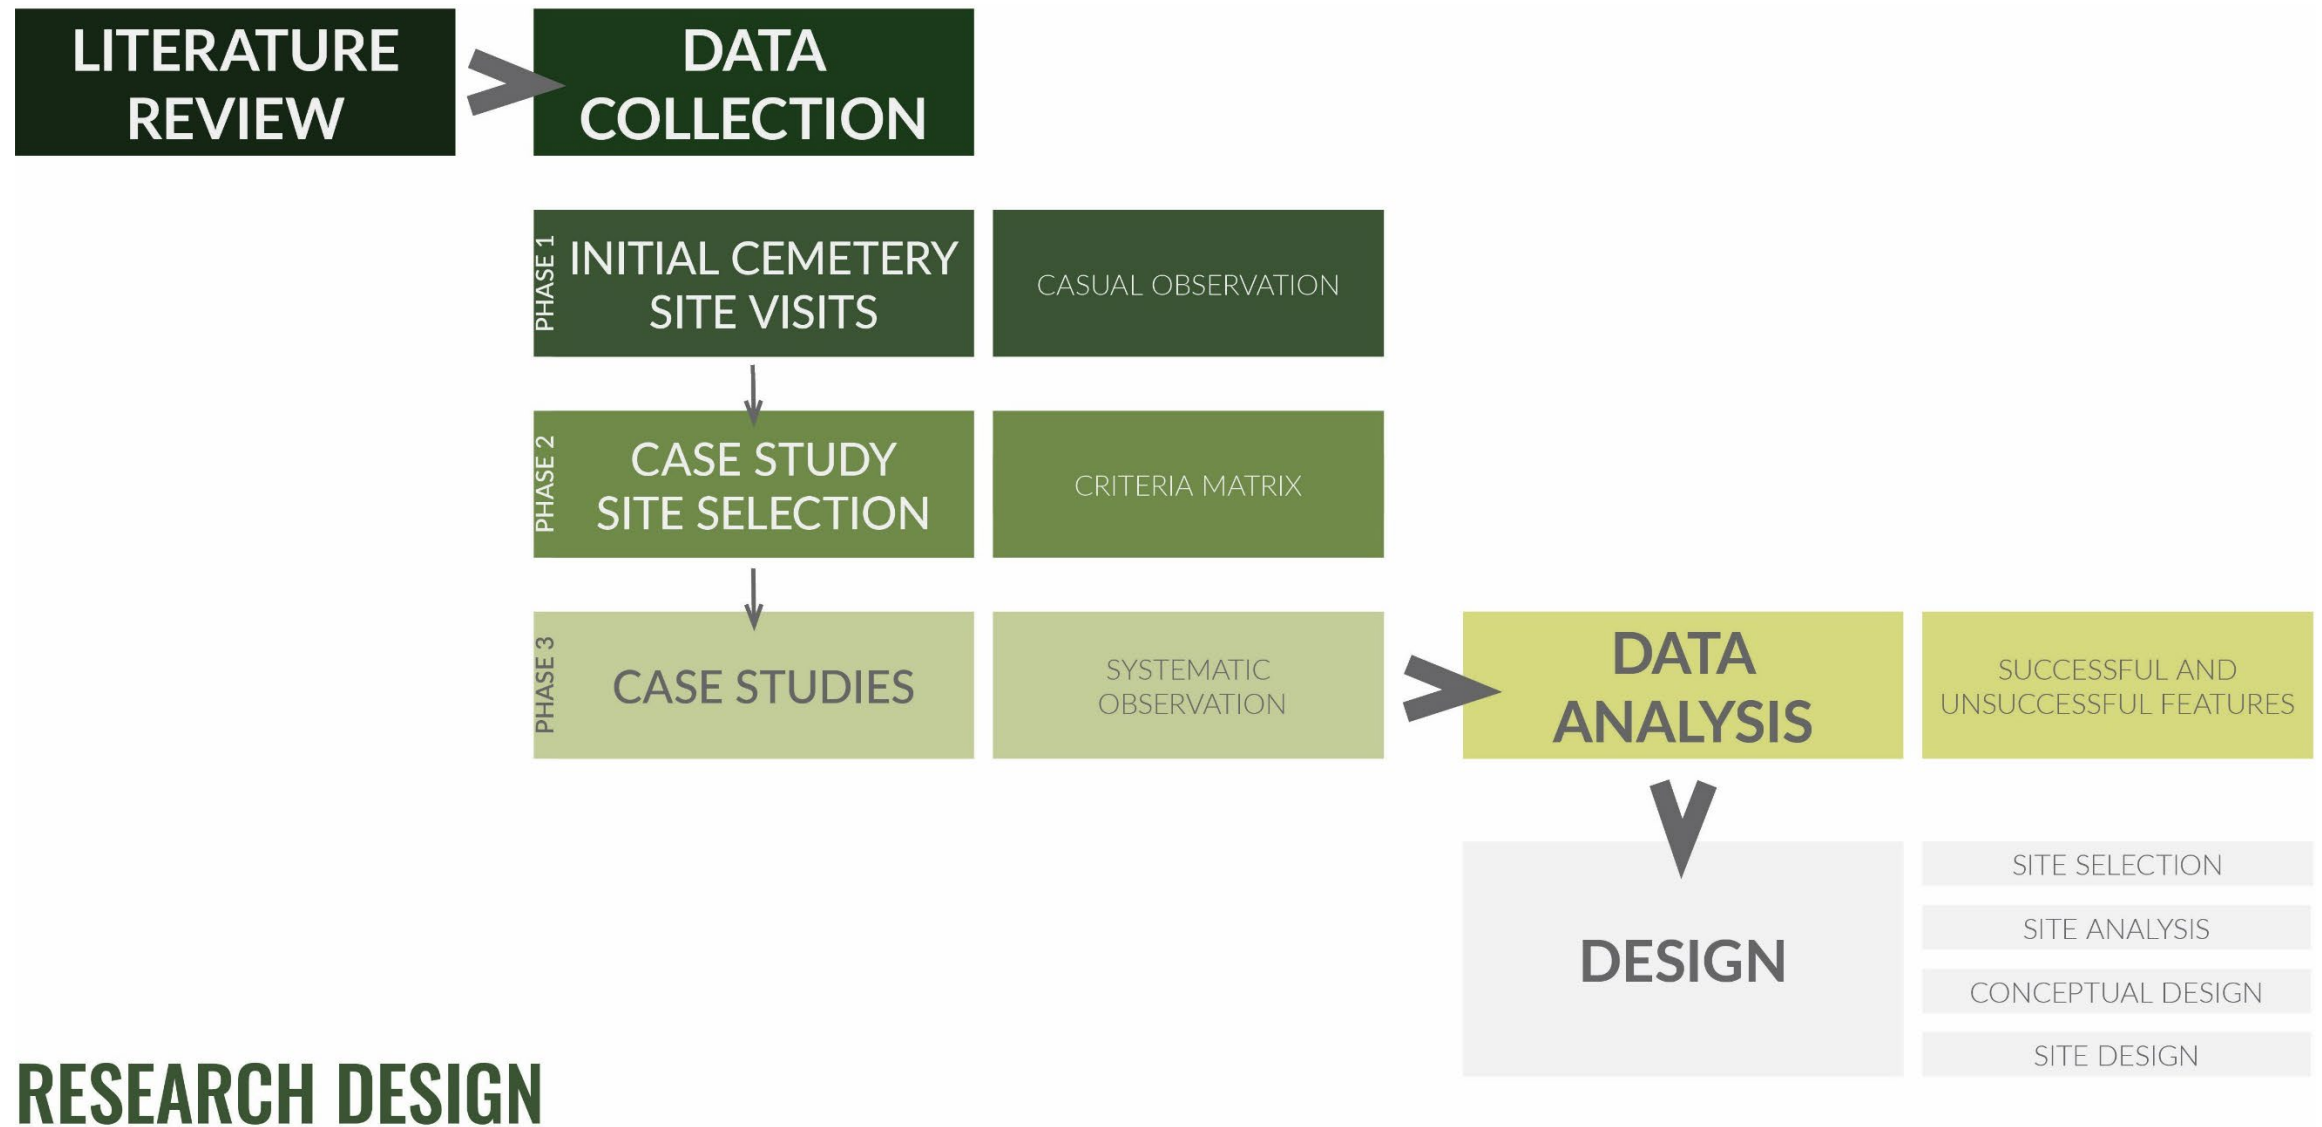 LITERATURE
REVIEW
DATA
COLLECTION
PHASE 1
INITIAL CEMETERY
SITE VISITS
CASUAL OBSERVATION
PHASE 2
CASE STUDY
SITE SELECTION
CRITERIA MATRIX
PHASE 3
CASE STUDIES
SYSTEMATIC
OBSERVATION
DATA
ANALYSIS
SUCCESSFUL AND
UNSUCCESSFUL FEATURES
DESIGN
SITE SELECTION
SITE ANALYSIS
CONCEPTUAL DESIGN
SITE DESIGN
RESEARCH DESIGN